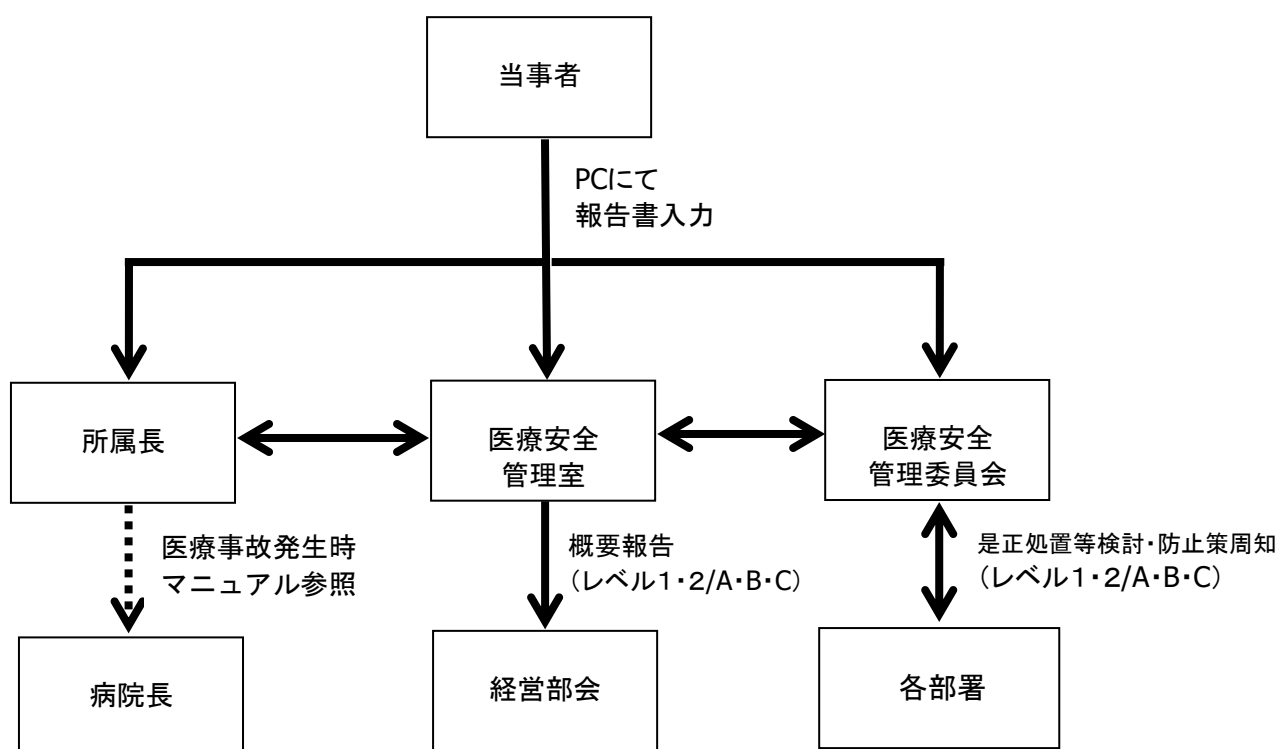 当事者
PCにて
報告書入力
所属長
医療安全
管理室
医療安全
管理委員会
医療事故発生時
マニュアル参照
概要報告
（レベル１・２/A・B・C）
是正処置等検討・防止策周知
（レベル１・２/A・B・C）
病院長
経営部会
各部署